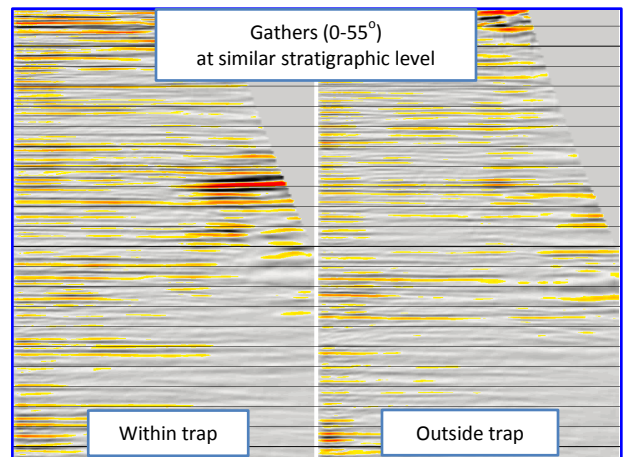 Gathers (0-55°)
at similar stratigraphic level
Within trap
Outside trap